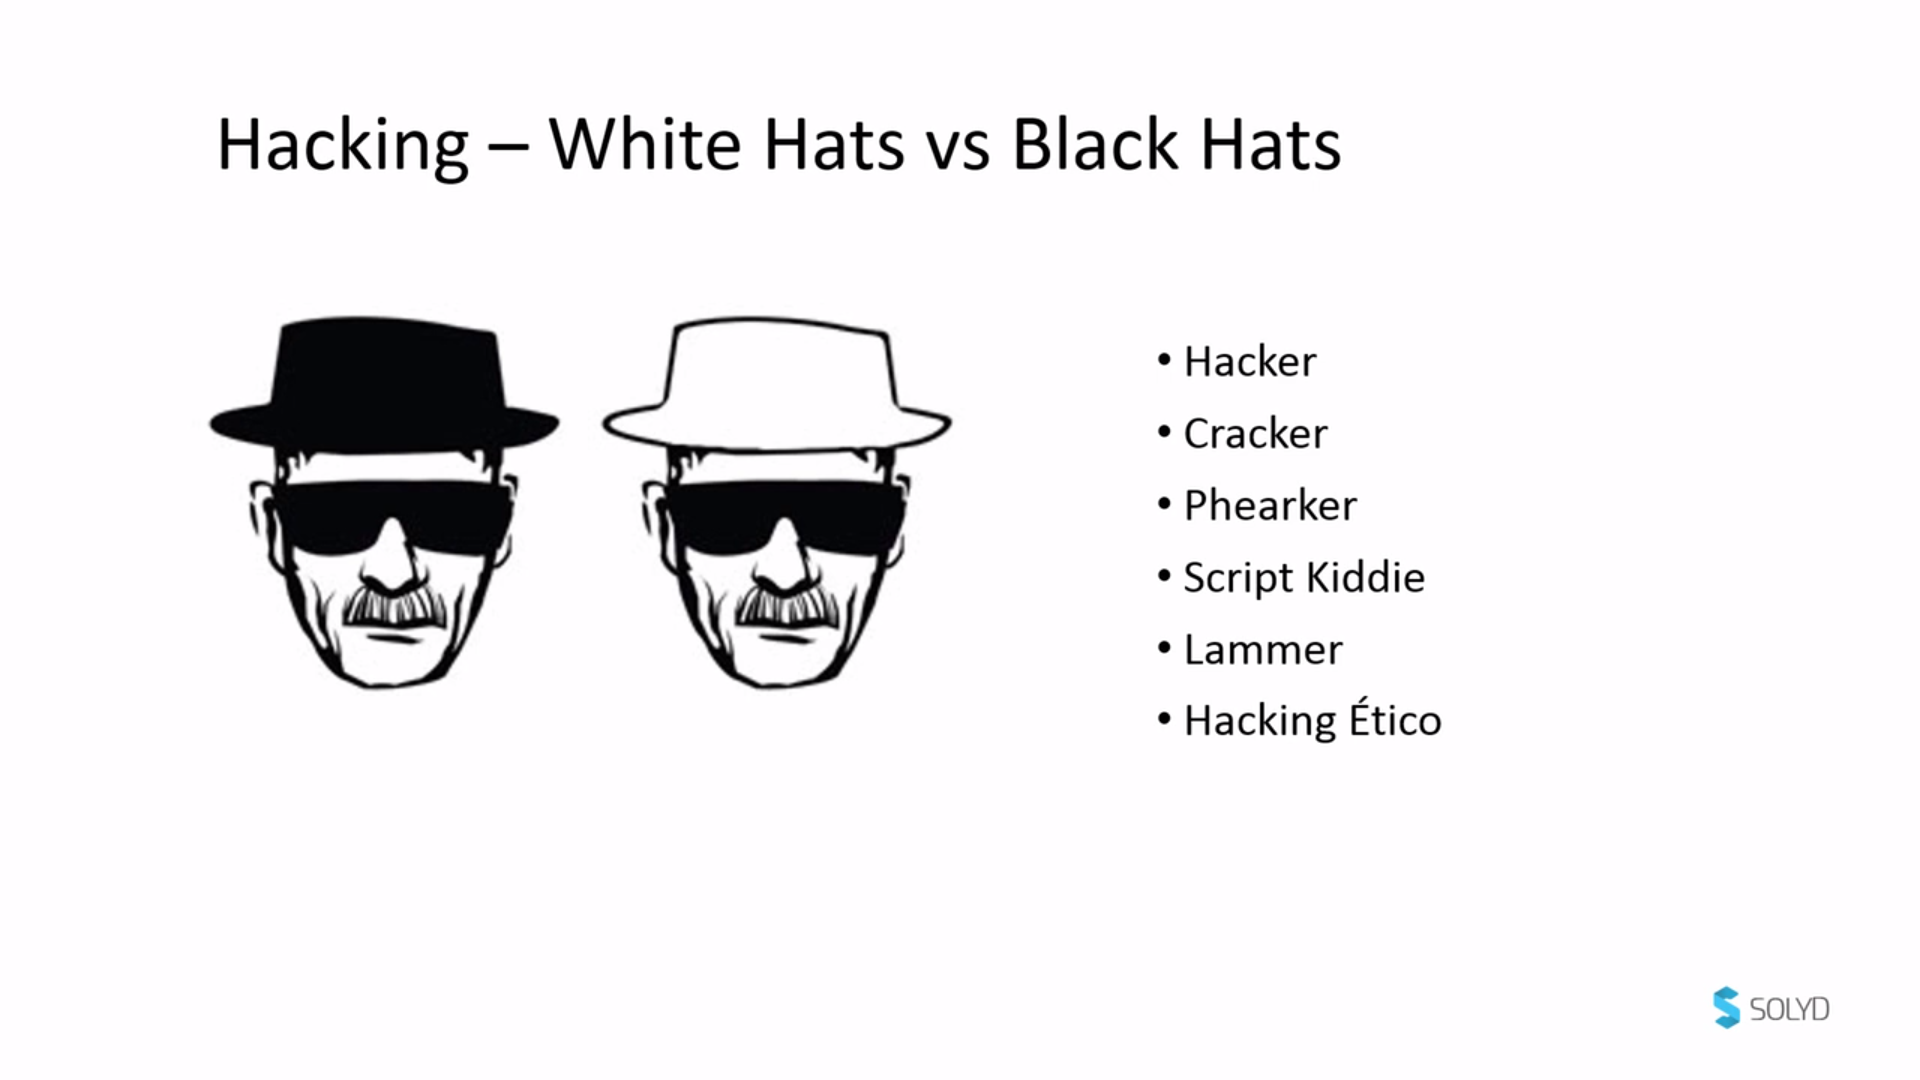 Hacking – White Hats vs Black Hats
• Hacker
• Cracker
• Phearker
• Script Kiddie
• Lammer
• Hacking Ético
SOLYD